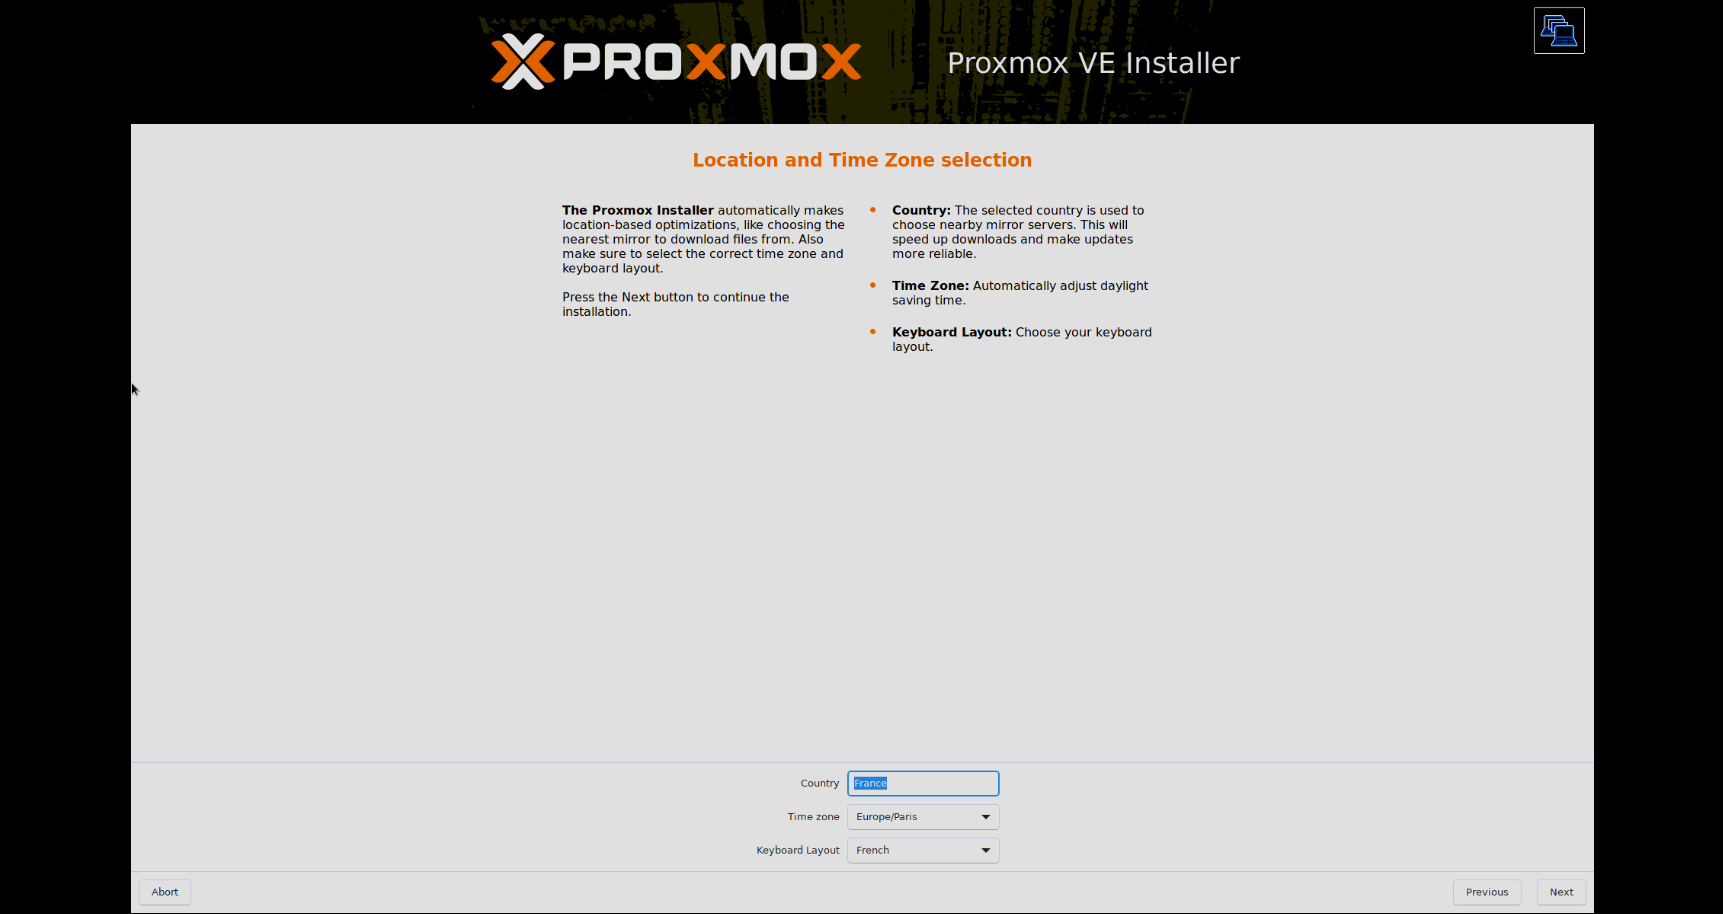 PROXMOX
Proxmox VE Installer
Location and Time Zone selection
The Proxmox Installer automatically makes
location-based optimizations, like choosing the
nearest mirror to download files from. Also
make sure to select the correct time zone and
keyboard layout.
Press the Next button to continue the
installation.
Country: The selected country is used to
choose nearby mirror servers. This will
speed up downloads and make updates
more reliable.
Time Zone: Automatically adjust daylight
saving time.
Keyboard Layout: Choose your keyboard
layout.
Country France
Time zone Europe/Paris
Keyboard Layout French
Abort Previous Next